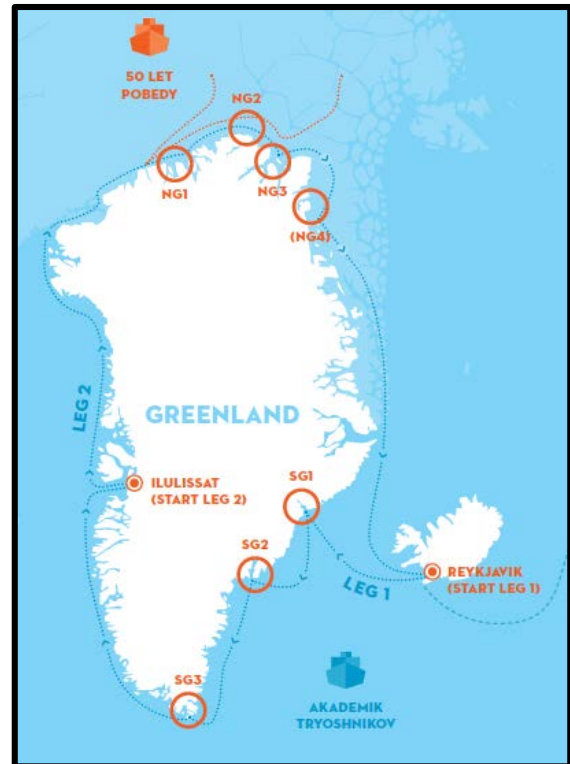 50 LET
POBEDY
NG2
NG1
NG3
(NG4)
LEG 2
GREENLAND
ILULISSAT
(START LEG 2)
SG1
SG2
LEG 1
REYKJAVIK
(START LEG 1)
SG3
AKADEMIK
TRYOSHNIKOV